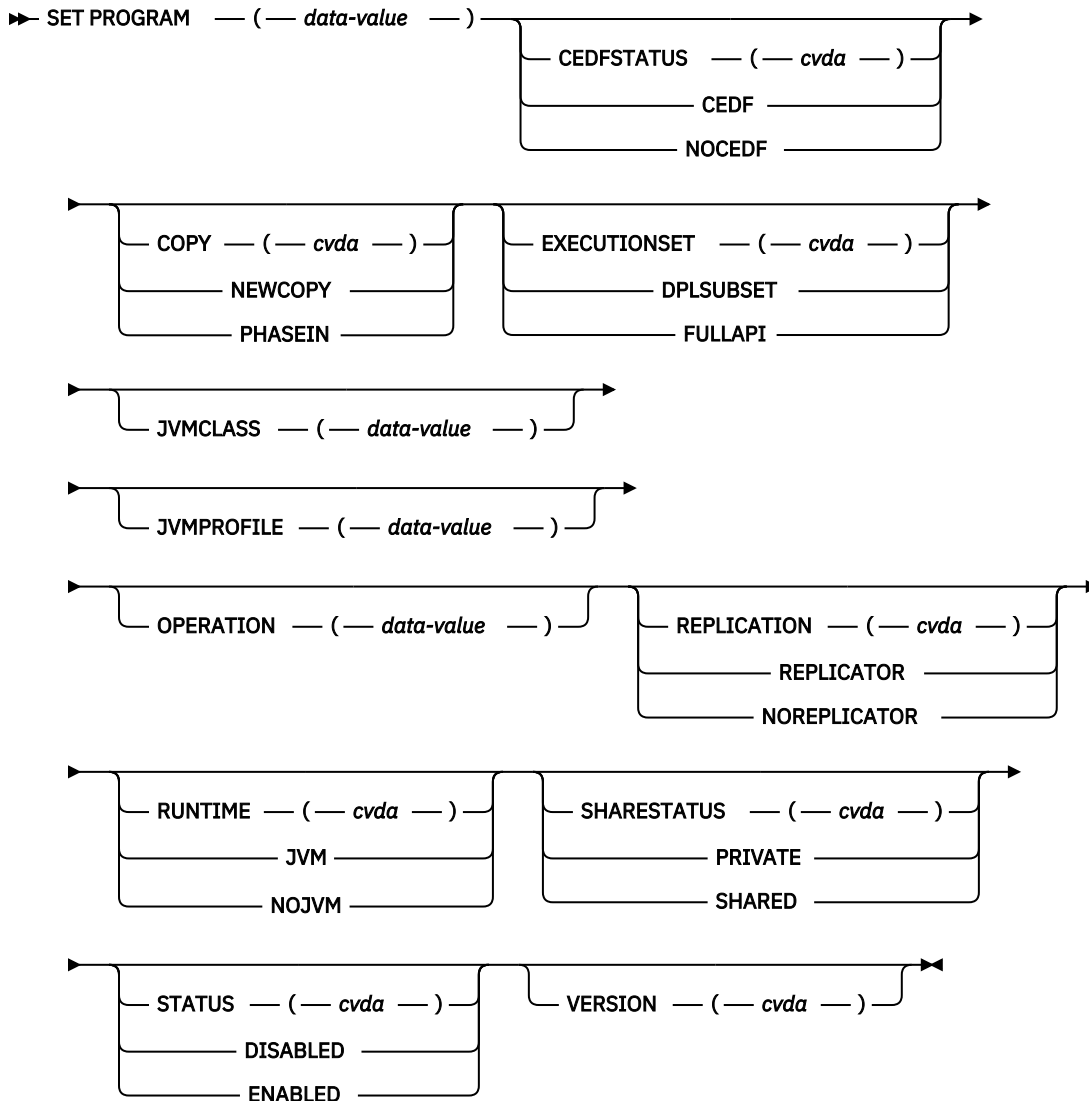 SET PROGRAM ( data-value )
CEDFSTATUS ( cvda )
CEDF
NOCEDF
COPY ( cvda )
NEWCOPY
PHASEIN
EXECUTIONSET ( cvda )
DPLSUBSET
FULLAPI
JVMCLASS ( data-value )
JVMPROFILE ( data-value )
OPERATION ( data-value )
REPLICATION ( cvda )
REPLICATOR
NOREPLICATOR
RUNTIME ( cvda )
JVM
NOJVM
SHARESTATUS ( cvda )
PRIVATE
SHARED
STATUS ( cvda )
DISABLED
ENABLED
VERSION ( cvda )